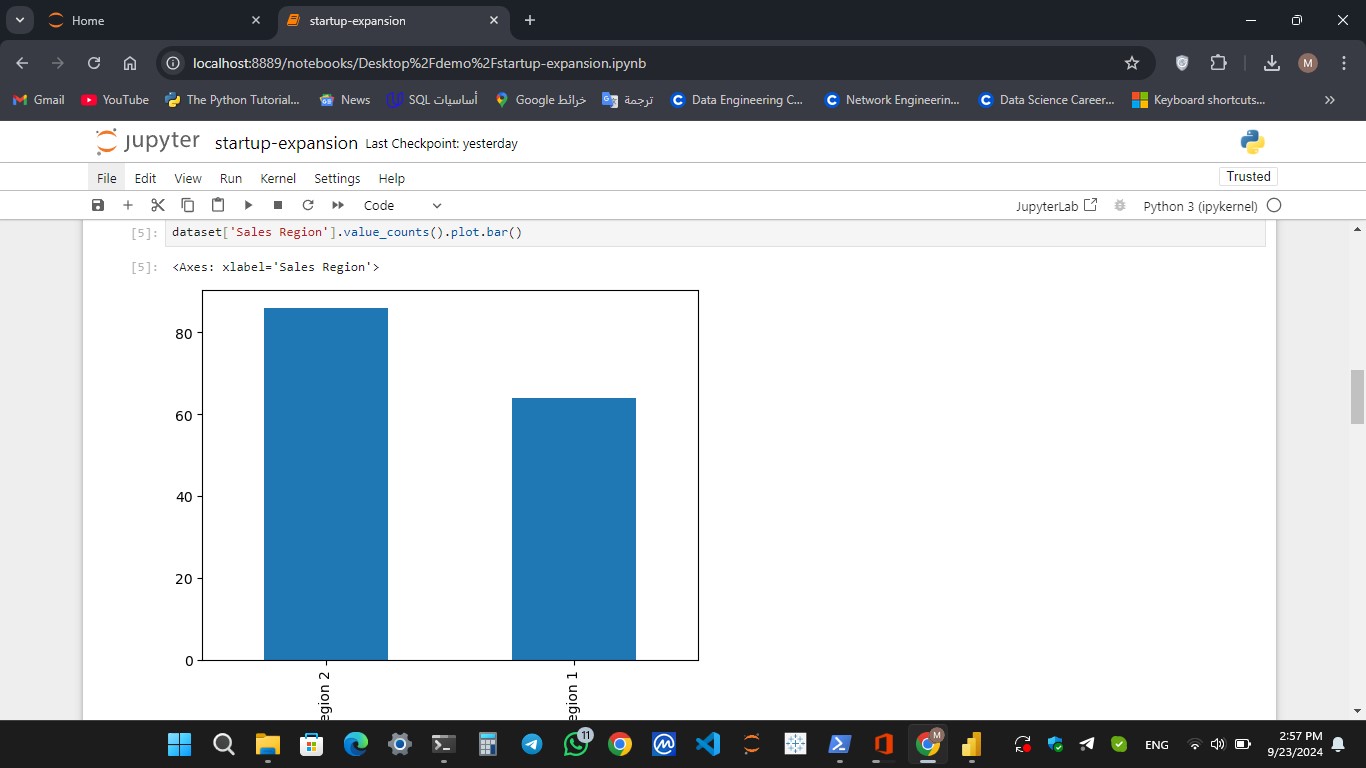 Home
startup-expansion
localhost:8889/notebooks/Desktop%2Fdemo%2Fstartup-expansion.ipynb
M
Gmail
YouTube
The Python Tutorial...
News
SQL أساسيات
Google خرائط
ترجمة
Data Engineering C...
Network Engineerin...
Data Science Career...
Keyboard shortcuts...
jupyter startup-expansion Last Checkpoint: yesterday
File Edit View Run Kernel Settings Help
Trusted
Code
JupyterLab
Python 3 (ipykernel)
[5]: dataset['Sales Region'].value_counts().plot.bar()
[5]: <Axes: xlabel='Sales Region'>
80
60
40
20
0
egion 2
egion 1
11
M
ENG
2:57 PM
9/23/2024